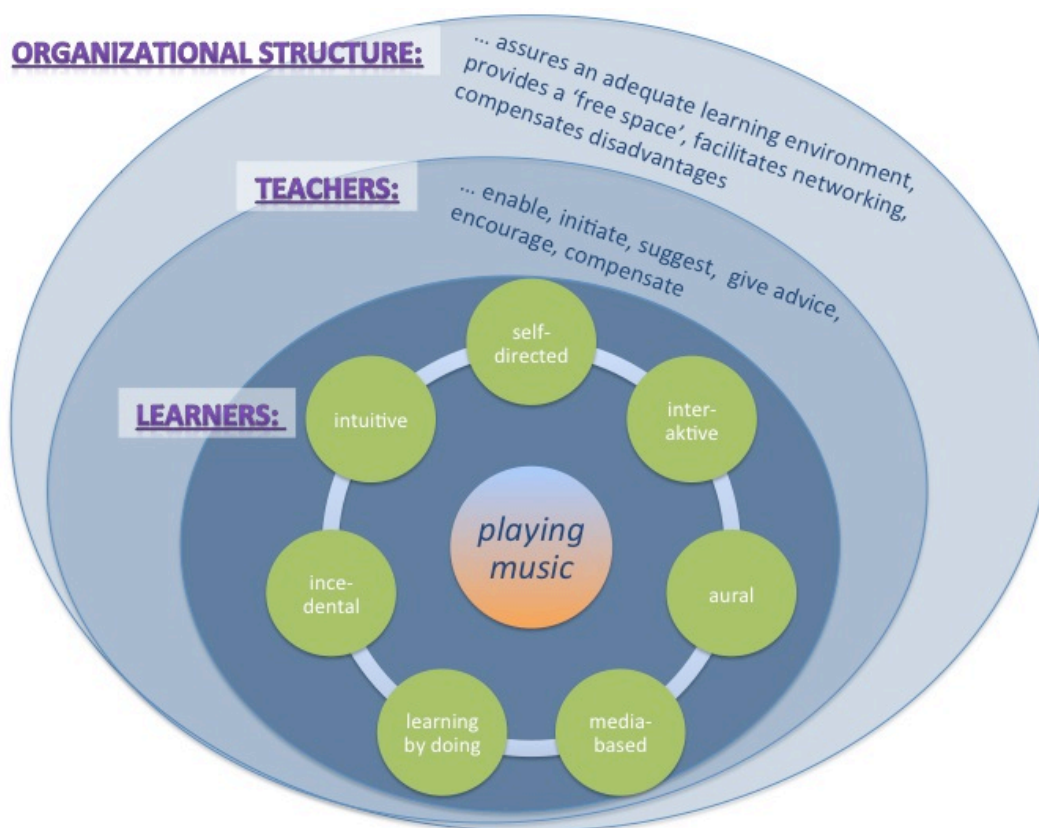 ORGANIZATIONAL STRUCTURE:
... assures an adequate learning environment,
provides a 'free space', facilitates networking,
compensates disadvantages
TEACHERS:
... enable, initiate, suggest, give advice,
encourage, compensate
LEARNERS:
self-
directed
inter-
aktive
aural
media-
based
learning
by doing
ince-
dental
intuitive
playing
music